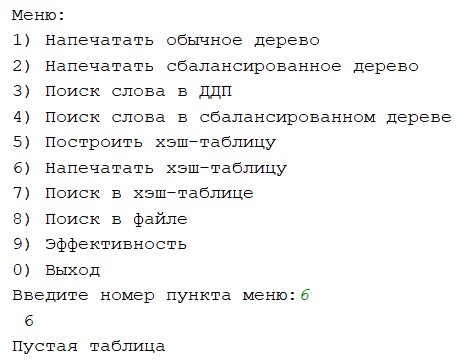 Меню:
1) Напечатать обычное дерево
2) Напечатать сбалансированное дерево
3) Поиск слова в ДДП
4) Поиск слова в сбалансированном дереве
5) Построить хэш-таблицу
6) Напечатать хэш-таблицу
7) Поиск в хэш-таблице
8) Поиск в файле
9) Эффективность
0) Выход
Введите номер пункта меню:6
6
Пустая таблица